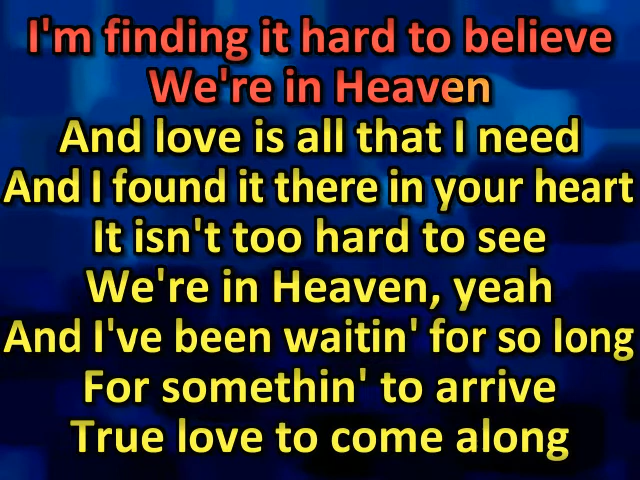 I'm finding it hard to believe
We're in Heaven
And love is all that I need
And I found it there in your heart
It isn't too hard to see
We're in Heaven, yeah
And I've been waitin' for so long
For somethin' to arrive
True love to come along